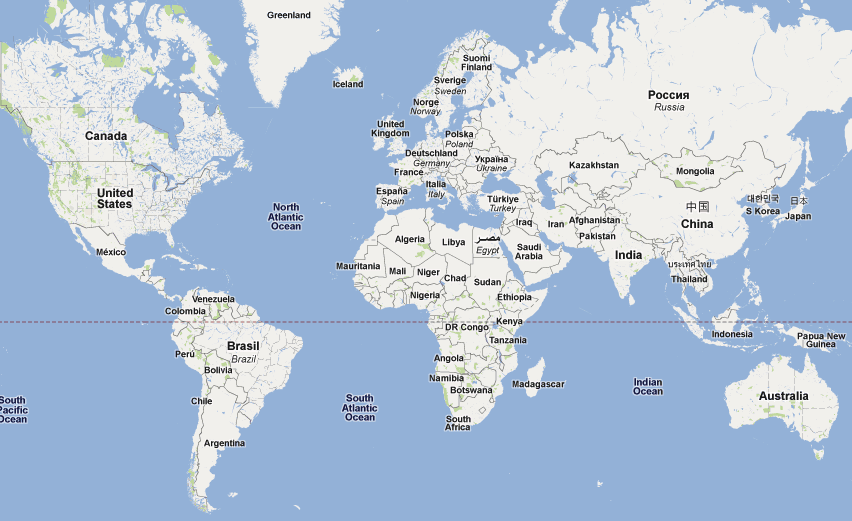 Greenland
Iceland
Suomi
Finland
Sverige
Sweden
Norge
Norway
Россия
Russia
Canada
United
Kingdom
Polska
Poland
Deutschland
Germany
Україна
Ukraine
France
Kazakhstan
Mongolia
United
States
España
Spain
Italia
Italy
Türkiye
Turkey
North
Atlantic
Ocean
Iraq
Iran
Afghanistan
Pakistan
中国
China
대한민국
S Korea
日本
Japan
México
Algeria
Libya
مصر
Egypt
Saudi
Arabia
India
ประเทศไทย
Thailand
Mauritania
Mali
Niger
Chad
Sudan
Nigeria
Ethiopia
Venezuela
Colombia
DR Congo
Kenya
Tanzania
Indonesia
Papua New
Guinea
Brasil
Brazil
Perú
Bolivia
Angola
Namibia
Botswana
Madagascar
Indian
Ocean
South
Pacific
Ocean
Chile
South
Atlantic
Ocean
Australia
South
Africa
Argentina